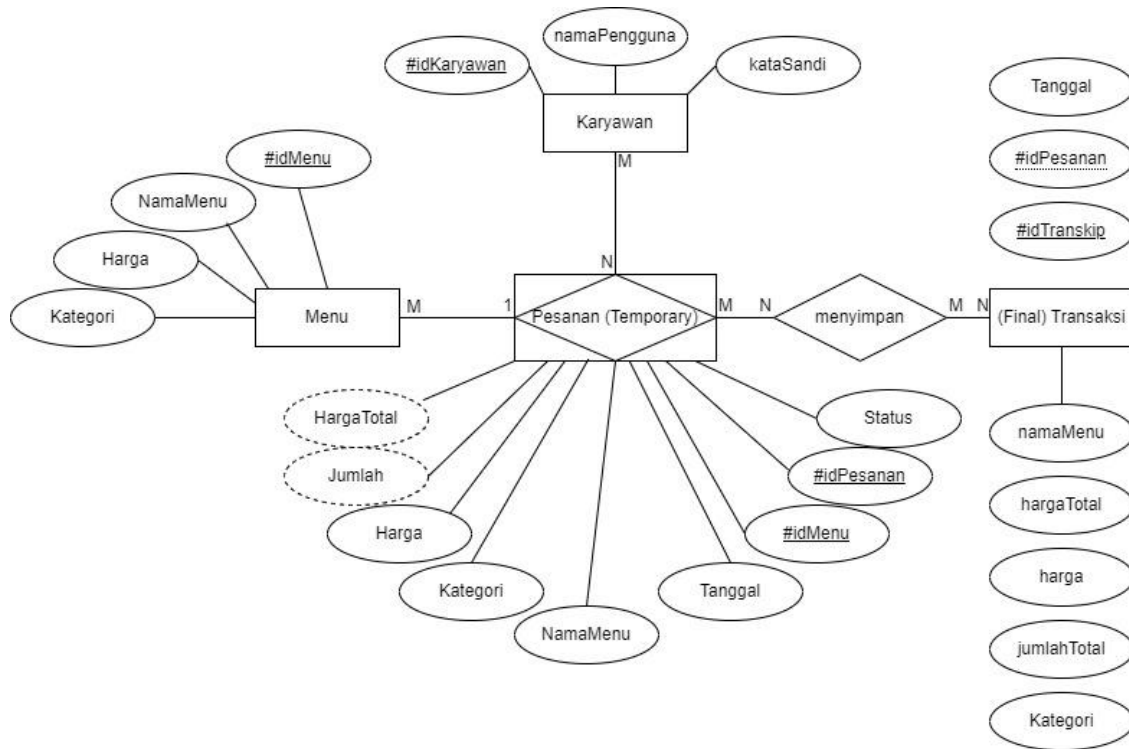 namaPengguna
#idKaryawan
kataSandi
Karyawan
M
Tanggal
#idPesanan
#idTranskip
#idMenu
NamaMenu
Harga
Kategori
Menu
M
1
N
Pesanan (Temporary)
M
N
menyimpan
M
N
(Final) Transaksi
HargaTotal
Jumlah
Harga
Kategori
NamaMenu
Tanggal
#idMenu
#idPesanan
Status
namaMenu
hargaTotal
harga
jumlahTotal
Kategori